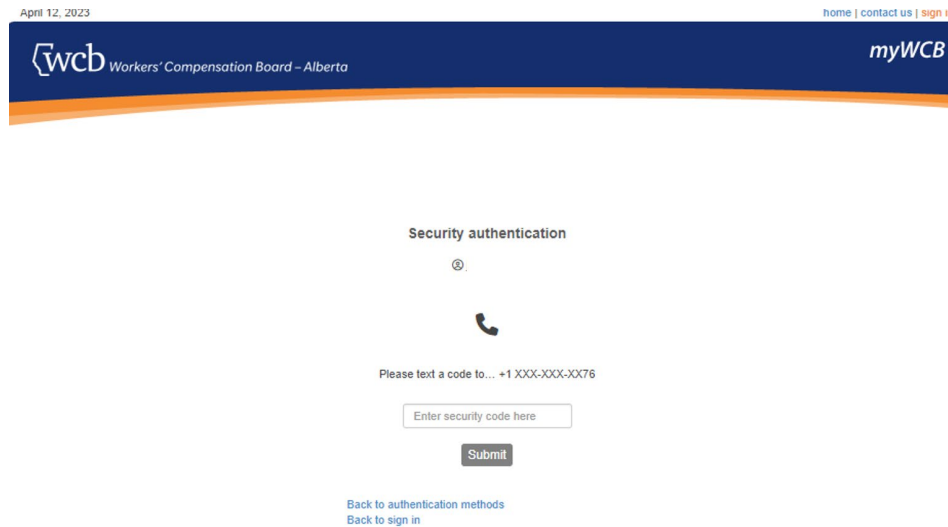 April 12, 2023
home | contact us | sign i
wcb Workers' Compensation Board – Alberta
myWCB
Security authentication
Please text a code to... +1 XXX-XXX-XX76
Enter security code here
Submit
Back to authentication methods
Back to sign in